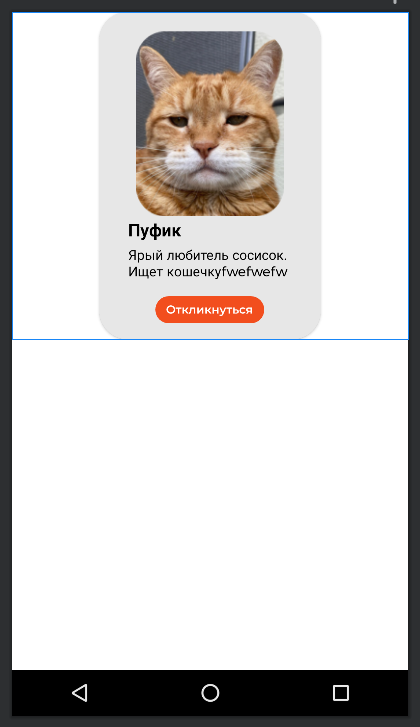 Пуфик
Ярый любитель сосисок.
Ищет кошечкуfwefwefw
Откликнуться